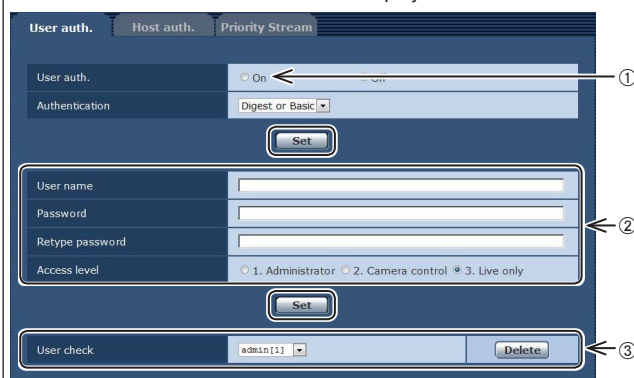 User auth. Host auth. Priority Stream
User auth. On Off ①
Authentication Digest or Basic
Set
User name
Password ②
Retype password
Access level 1. Administrator 2. Camera control 3. Live only
Set
User check admin[1] Delete ③